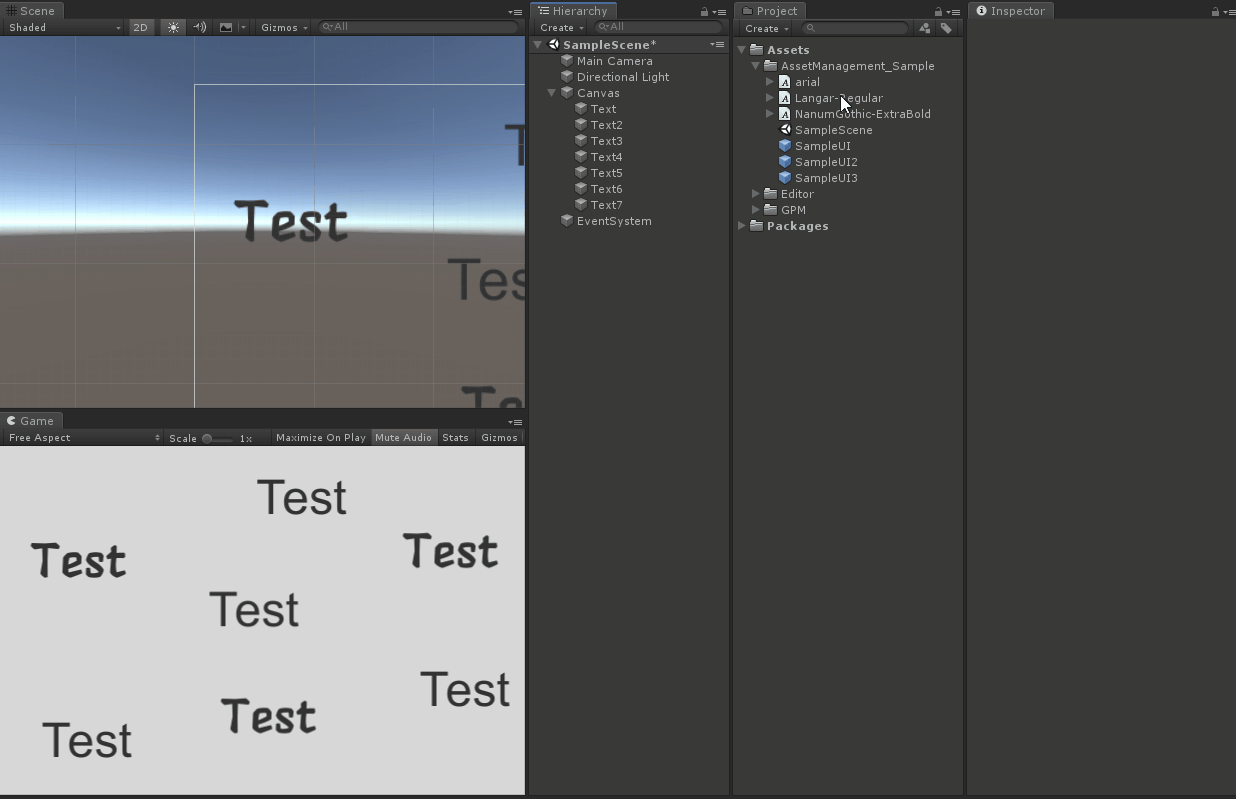 Scene
Shaded 2D Gizmos All
Test
Tes
Game
Free Aspect Scale 1x Maximize On Play Mute Audio Stats Gizmos
Test
Test
Test
Test
Test
Test
Test
Hierarchy
Create All
SampleScene*
Main Camera
Directional Light
Canvas
Text
Text2
Text3
Text4
Text5
Text6
Text7
EventSystem
Project
Create
Assets
AssetManagement_Sample
arial
Langar-Regular
NanumGothic-ExtraBold
SampleScene
SampleUI
SampleUI2
SampleUI3
Editor
GPM
Packages
Inspector